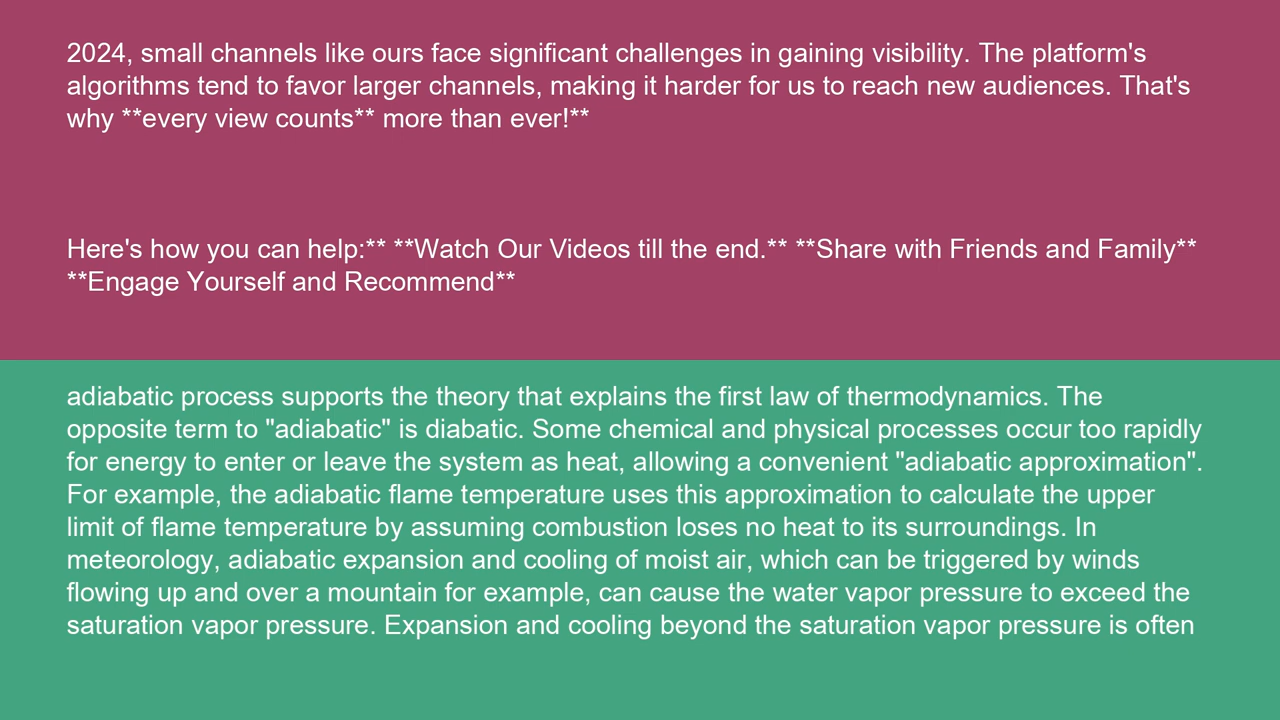 2024, small channels like ours face significant challenges in gaining visibility. The platform's
algorithms tend to favor larger channels, making it harder for us to reach new audiences. That's
why **every view counts** more than ever!**
Here's how you can help:** **Watch Our Videos till the end.** **Share with Friends and Family**
**Engage Yourself and Recommend**
adiabatic process supports the theory that explains the first law of thermodynamics. The
opposite term to "adiabatic" is diabatic. Some chemical and physical processes occur too rapidly
for energy to enter or leave the system as heat, allowing a convenient "adiabatic approximation".
For example, the adiabatic flame temperature uses this approximation to calculate the upper
limit of flame temperature by assuming combustion loses no heat to its surroundings. In
meteorology, adiabatic expansion and cooling of moist air, which can be triggered by winds
flowing up and over a mountain for example, can cause the water vapor pressure to exceed the
saturation vapor pressure. Expansion and cooling beyond the saturation vapor pressure is often